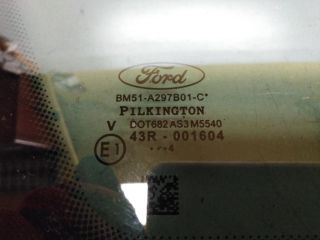 Ford
BM51-A297B01-C*
PILKINGTON
V DOT682 AS3 M5540
43R - 001604
E1